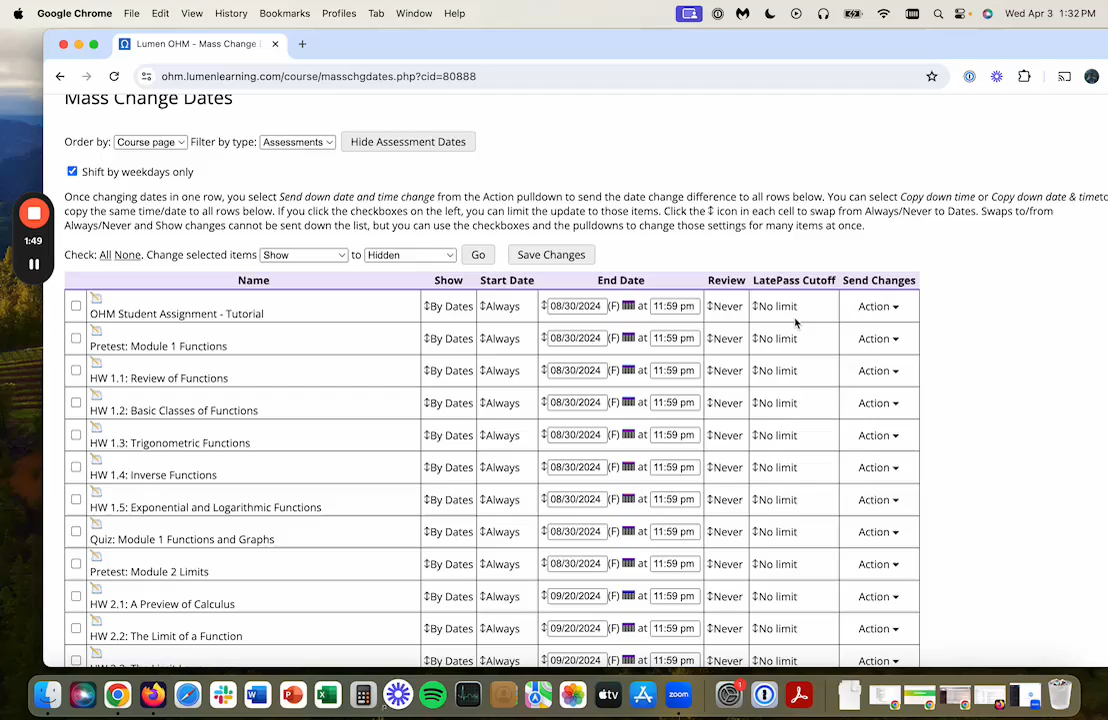 Google Chrome File Edit View History Bookmarks Profiles Tab Window Help Wed Apr 3 1:32 PM
Lumen OHM - Mass Change
ohm.lumenlearning.com/course/masschgdates.php?cid=80888
Mass Change Dates
Order by: Course page Filter by type: Assessments Hide Assessment Dates
Shift by weekdays only
Once changing dates in one row, you select Send down date and time change from the Action pulldown to send the date change difference to all rows below. You can select Copy down time or Copy down date & time to
copy the same time/date to all rows below. If you click the checkboxes on the left, you can limit the update to those items. Click the ↕ icon in each cell to swap from Always/Never to Dates. Swaps to/from
Always/Never and Show changes cannot be sent down the list, but you can use the checkboxes and the pulldowns to change those settings for many items at once.
1:49
Check: All None. Change selected items Show to Hidden Go Save Changes
Name Show Start Date End Date Review LatePass Cutoff Send Changes
OHM Student Assignment - Tutorial ↕By Dates ↕Always ↕08/30/2024 (F) at 11:59 pm ↕Never ↕No limit Action
Pretest: Module 1 Functions ↕By Dates ↕Always ↕08/30/2024 (F) at 11:59 pm ↕Never ↕No limit Action
HW 1.1: Review of Functions ↕By Dates ↕Always ↕08/30/2024 (F) at 11:59 pm ↕Never ↕No limit Action
HW 1.2: Basic Classes of Functions ↕By Dates ↕Always ↕08/30/2024 (F) at 11:59 pm ↕Never ↕No limit Action
HW 1.3: Trigonometric Functions ↕By Dates ↕Always ↕08/30/2024 (F) at 11:59 pm ↕Never ↕No limit Action
HW 1.4: Inverse Functions ↕By Dates ↕Always ↕08/30/2024 (F) at 11:59 pm ↕Never ↕No limit Action
HW 1.5: Exponential and Logarithmic Functions ↕By Dates ↕Always ↕08/30/2024 (F) at 11:59 pm ↕Never ↕No limit Action
Quiz: Module 1 Functions and Graphs ↕By Dates ↕Always ↕08/30/2024 (F) at 11:59 pm ↕Never ↕No limit Action
Pretest: Module 2 Limits ↕By Dates ↕Always ↕08/30/2024 (F) at 11:59 pm ↕Never ↕No limit Action
HW 2.1: A Preview of Calculus ↕By Dates ↕Always ↕09/20/2024 (F) at 11:59 pm ↕Never ↕No limit Action
HW 2.2: The Limit of a Function ↕By Dates ↕Always ↕09/20/2024 (F) at 11:59 pm ↕Never ↕No limit Action
↕By Dates ↕Always ↕09/20/2024 (F) at 11:59 pm ↕Never ↕No limit Action
tv zoom 1